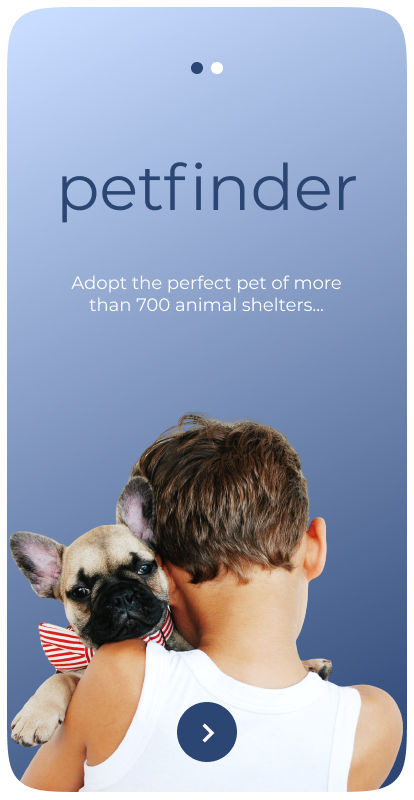 petfinder
Adopt the perfect pet of more
than 700 animal shelters...